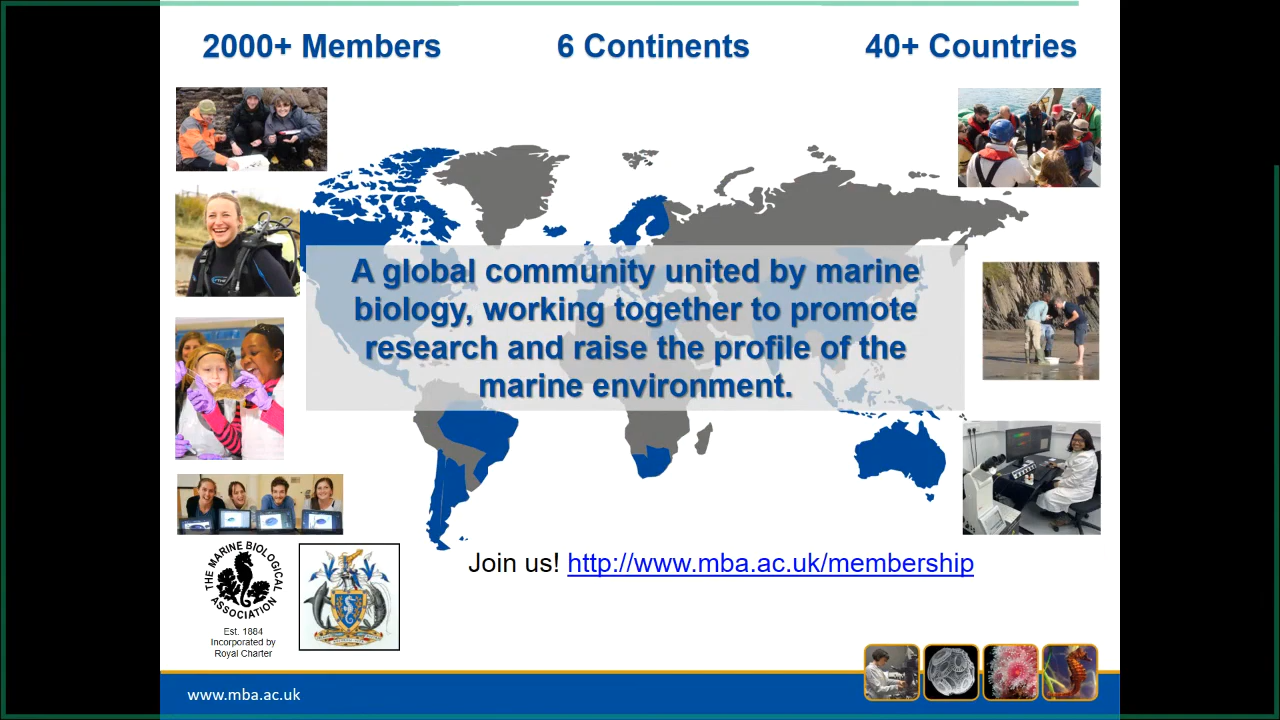 2000+ Members
6 Continents
40+ Countries
A global community united by marine
biology, working together to promote
research and raise the profile of the
marine environment.
Join us! http://www.mba.ac.uk/membership
THE MARINE BIOLOGICAL
ASSOCIATION
Est. 1884
Incorporated by
Royal Charter
www.mba.ac.uk